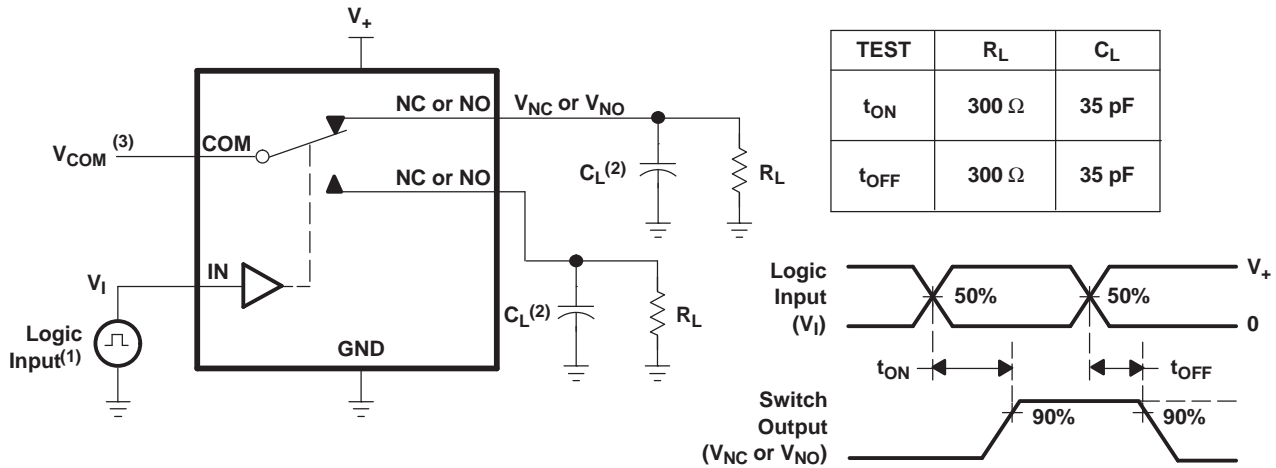 V+
NC or NO
VNC or VNO
VCOM (3)
COM
CL(2)
RL
NC or NO
VI
IN
CL(2)
RL
Logic
Input(1)
GND
TEST RL CL
tON 300 Ω 35 pF
tOFF 300 Ω 35 pF
Logic
Input
(VI)
50%
50%
V+
0
tON
tOFF
Switch
Output
(VNC or VNO)
90%
90%